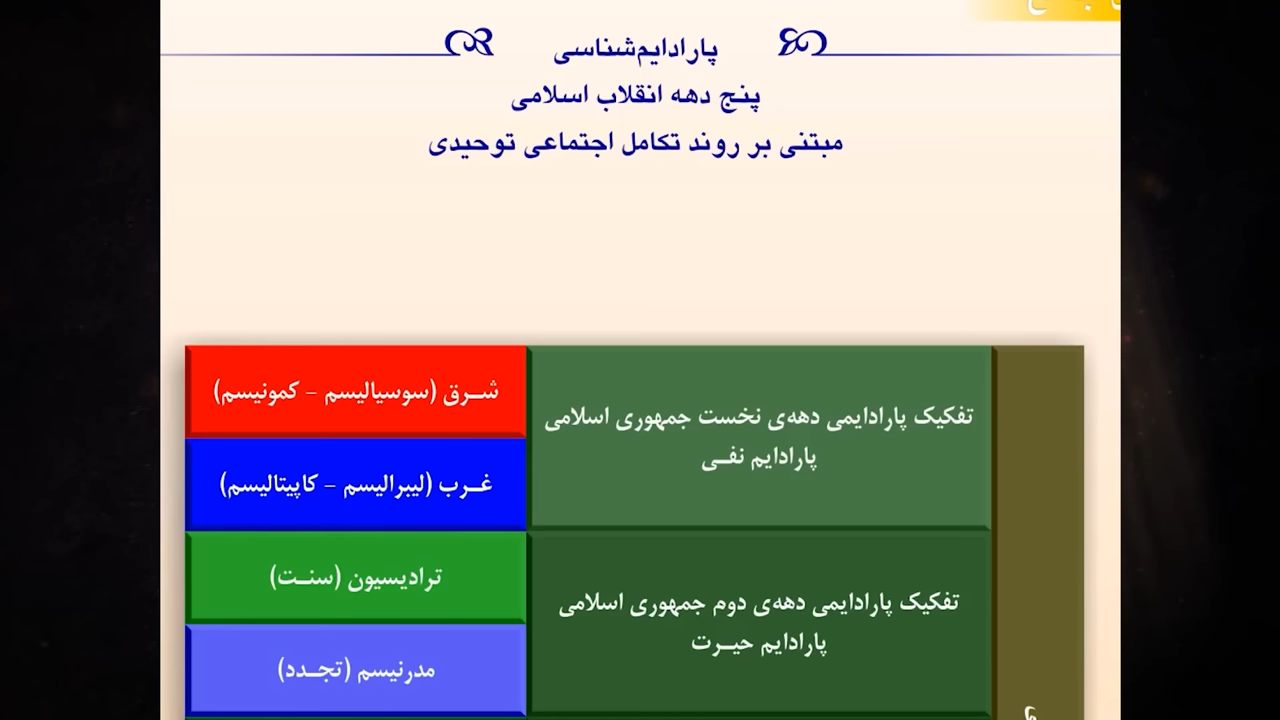 پارادایم‌شناسی
پنج دهه انقلاب اسلامی
مبتنی بر روند تکامل اجتماعی توحیدی
تفکیک پارادایمی دهه‌ی نخست جمهوری اسلامی
پارادایم نفـی
شـرق (سوسیالیسم – کمونیسم)
غـرب (لیبرالیسم – کاپیتالیسم)
تفکیک پارادایمی دهه‌ی دوم جمهوری اسلامی
پارادایم حیـرت
ترادیسیون (سنـت)
مدرنیسم (تجـدد)